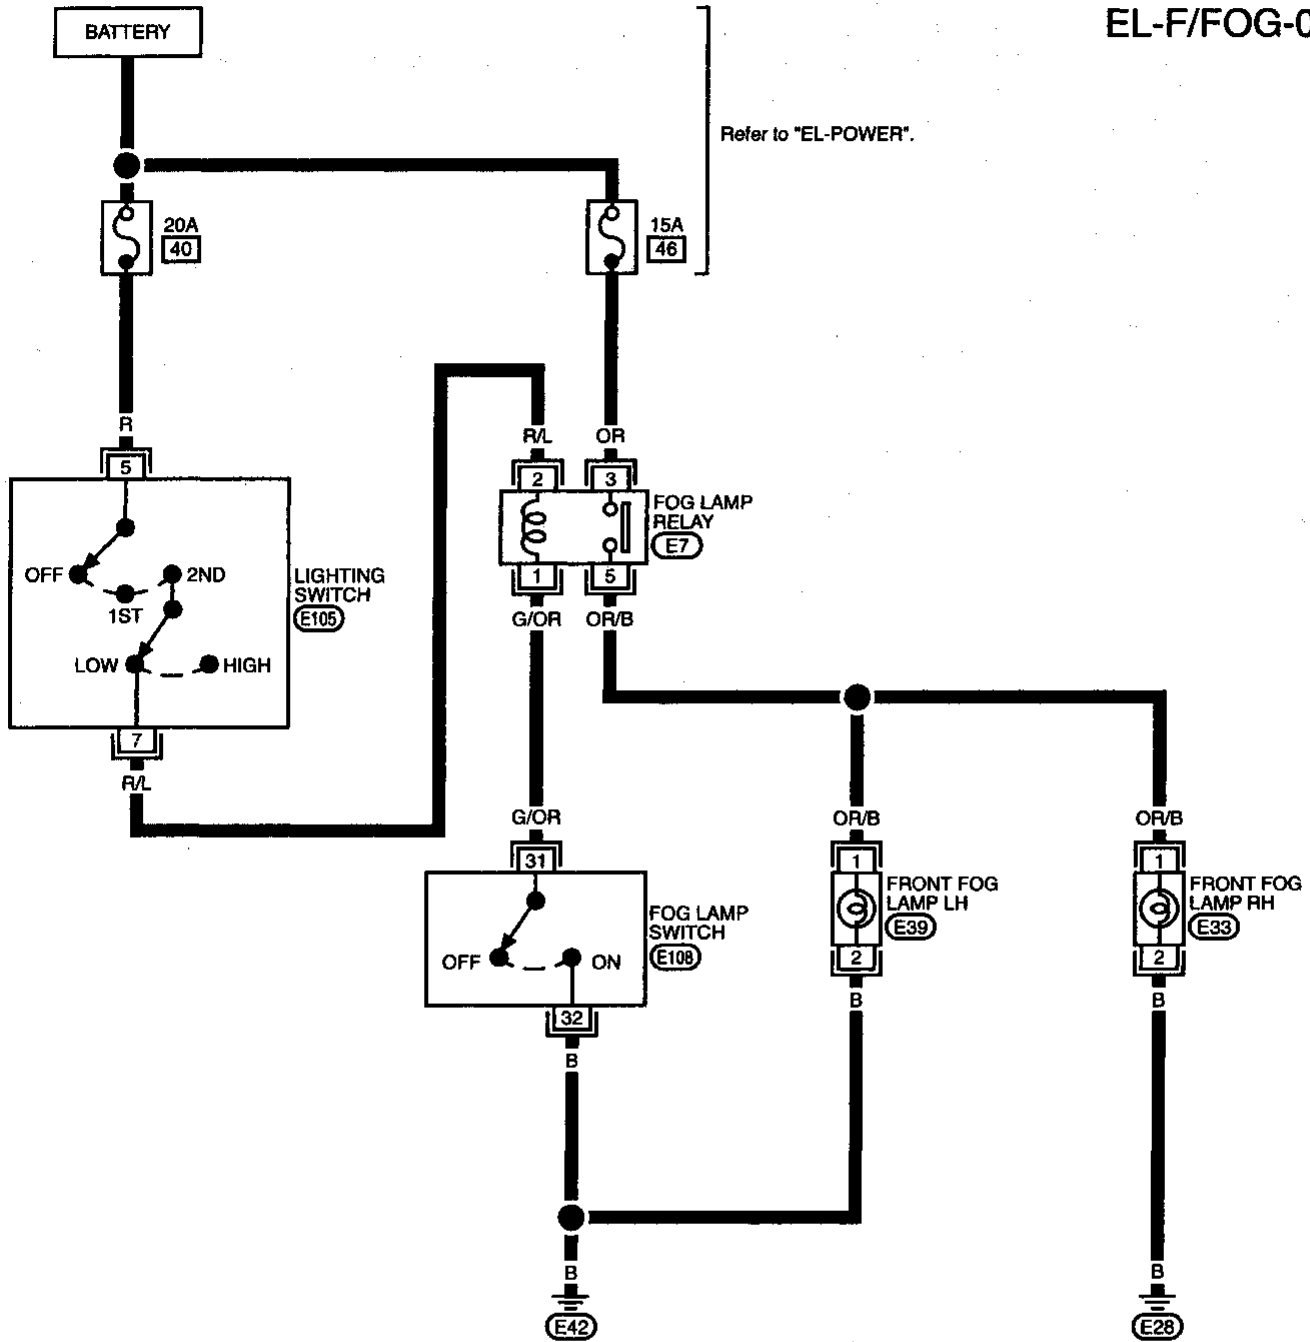 EL-F/FOG-0
BATTERY
Refer to "EL-POWER".
20A
40
15A
46
R
R/L
OR
5
2
3
FOG LAMP
RELAY
E7
1
5
G/OR
OR/B
OFF
2ND
1ST
LOW
HIGH
LIGHTING
SWITCH
E105
7
R/L
G/OR
OR/B
OR/B
31
1
1
FOG LAMP
SWITCH
E108
OFF
ON
32
FRONT FOG
LAMP LH
E39
2
FRONT FOG
LAMP RH
E33
2
B
B
B
B
B
E42
E28